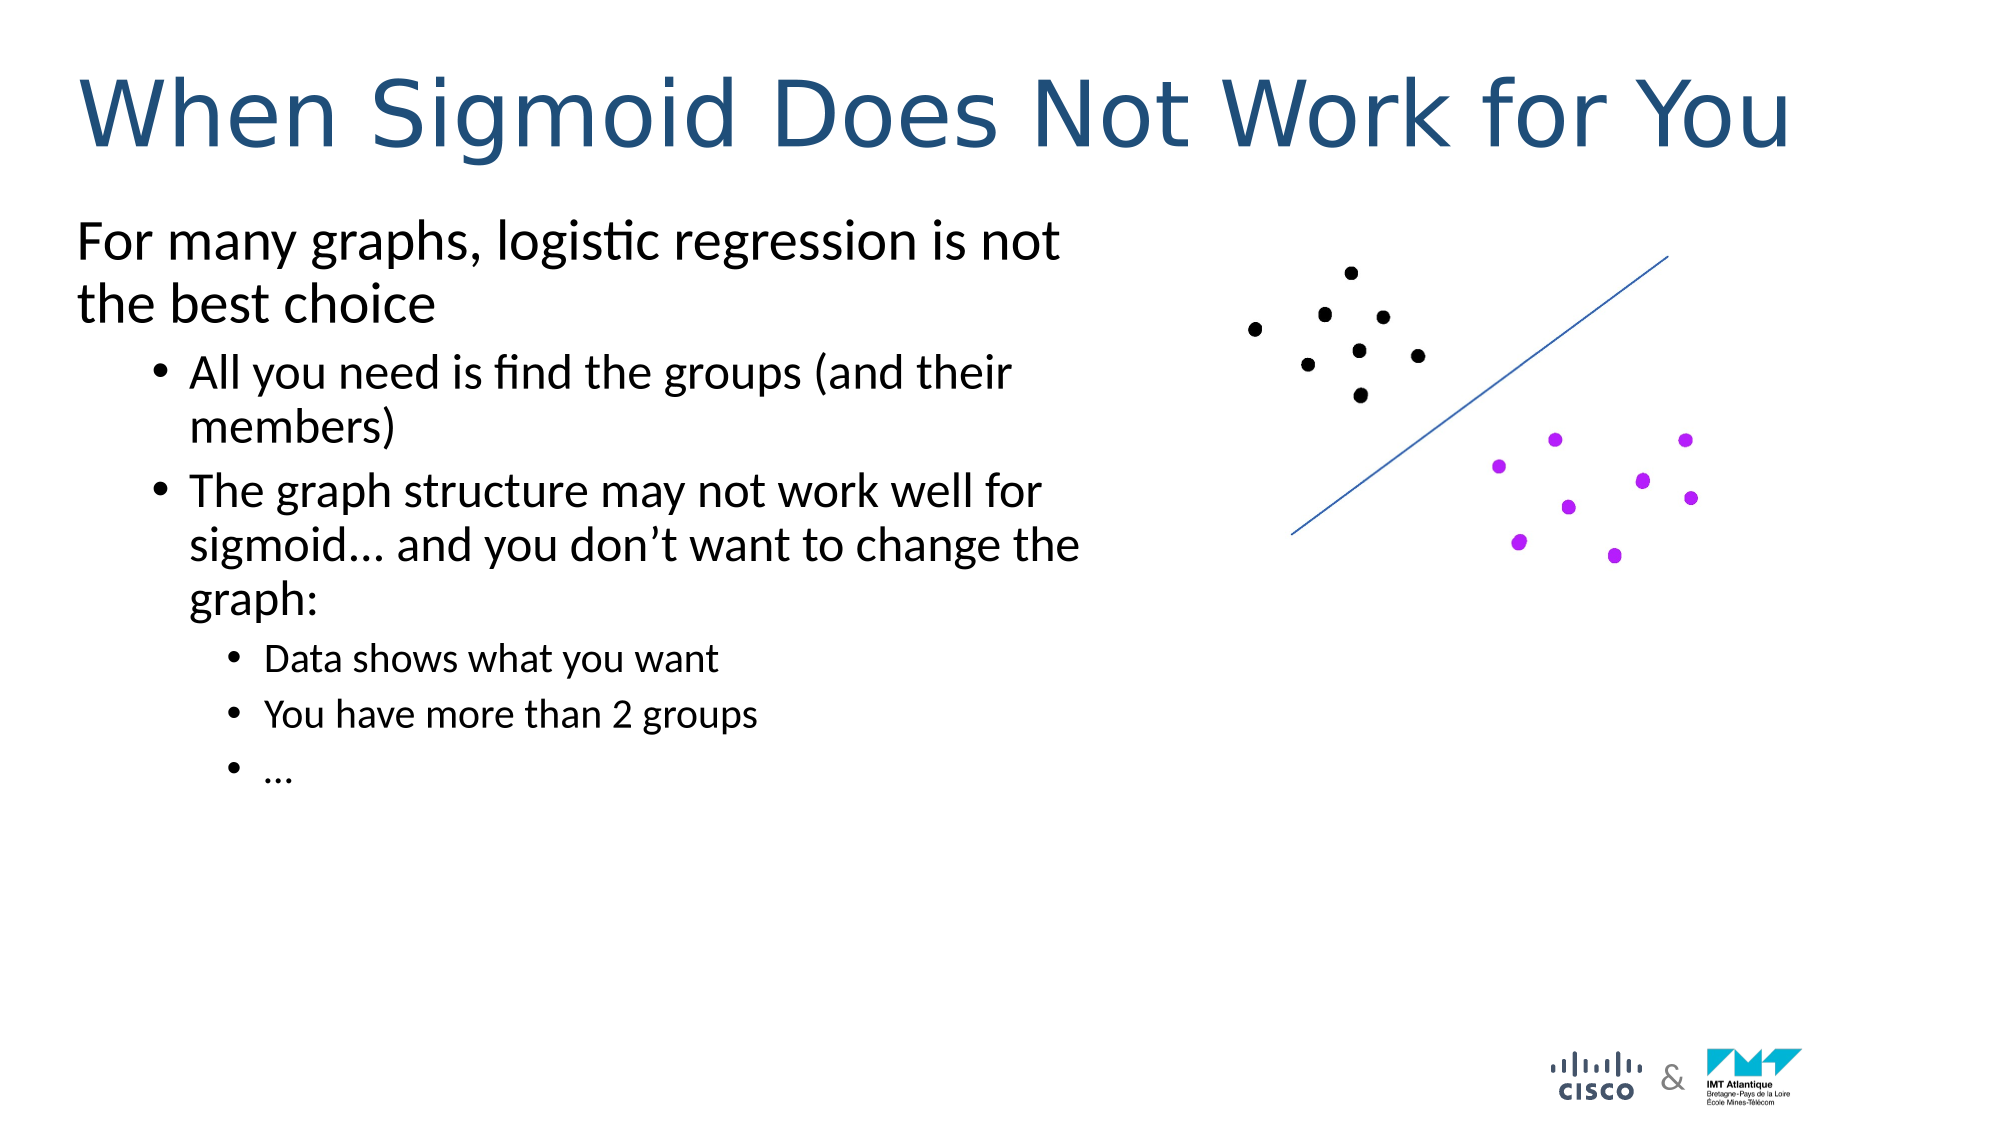 When Sigmoid Does Not Work for You
For many graphs, logistic regression is not
the best choice
• All you need is find the groups (and their
members)
• The graph structure may not work well for
sigmoid... and you don’t want to change the
graph:
• Data shows what you want
• You have more than 2 groups
• ...
CISCO & IMT Atlantique
Bretagne-Pays de la Loire
École Mines-Télécom